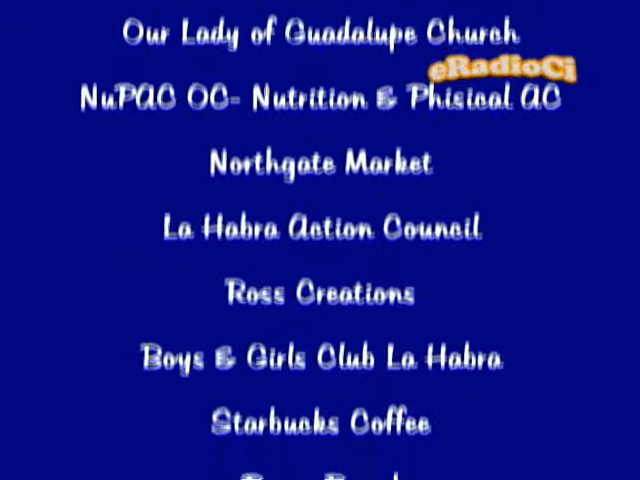 Our Lady of Guadalupe Church
eRadioCi
NuPAC OC- Nutrition & Phisical AC
Northgate Market
La Habra Action Council
Ross Creations
Boys & Girls Club La Habra
Starbucks Coffee